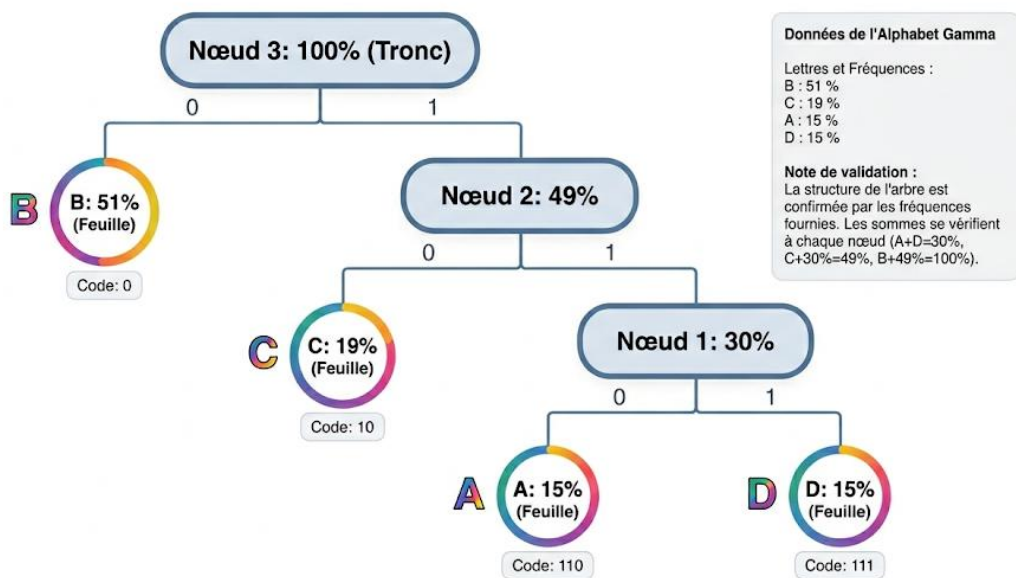 Nœud 3: 100% (Tronc)
0
1
B
B: 51%
(Feuille)
Code: 0
Nœud 2: 49%
0
1
C
C: 19%
(Feuille)
Code: 10
Nœud 1: 30%
0
1
A
A: 15%
(Feuille)
Code: 110
D
D: 15%
(Feuille)
Code: 111
Données de l'Alphabet Gamma
Lettres et Fréquences :
B : 51 %
C : 19 %
A : 15 %
D : 15 %
Note de validation :
La structure de l'arbre est
confirmée par les fréquences
fournies. Les sommes se vérifient
à chaque nœud (A+D=30%,
C+30%=49%, B+49%=100%).